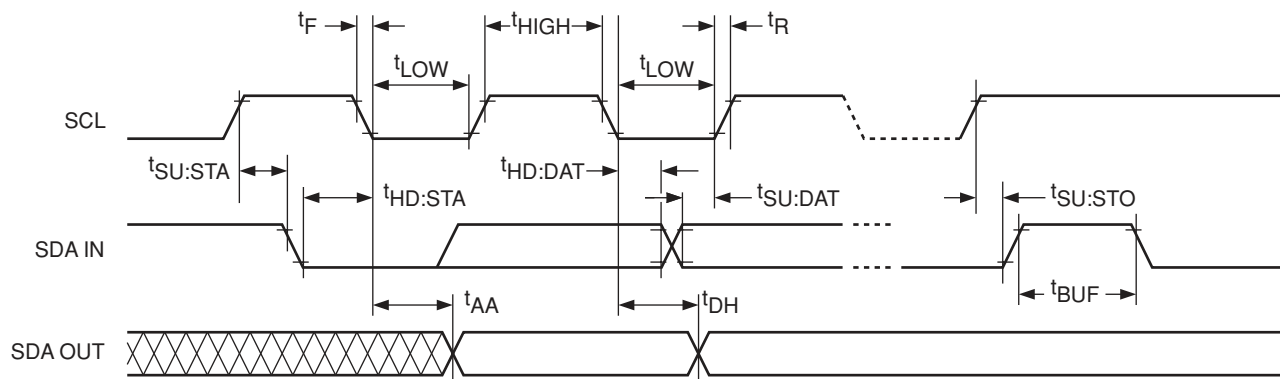 tF
tHIGH
tR
tLOW
tLOW
SCL
tSU:STA
tHD:STA
tHD:DAT
tSU:DAT
tSU:STO
SDA IN
tBUF
tAA
tDH
SDA OUT